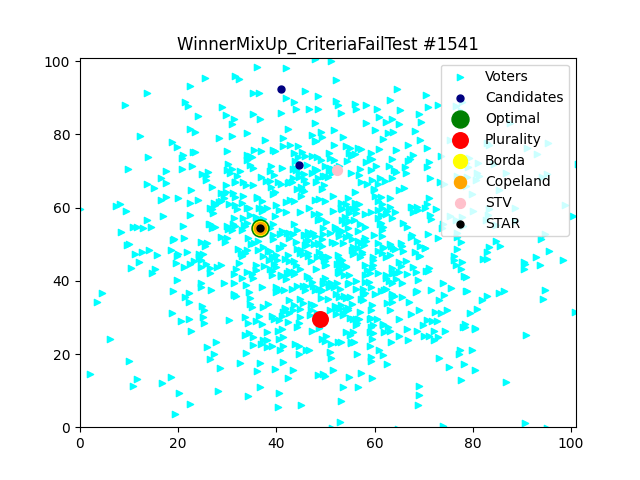 WinnerMixUp_CriteriaFailTest #1541
100
80
60
40
20
0
0
20
40
60
80
100
Voters
Candidates
Optimal
Plurality
Borda
Copeland
STV
STAR